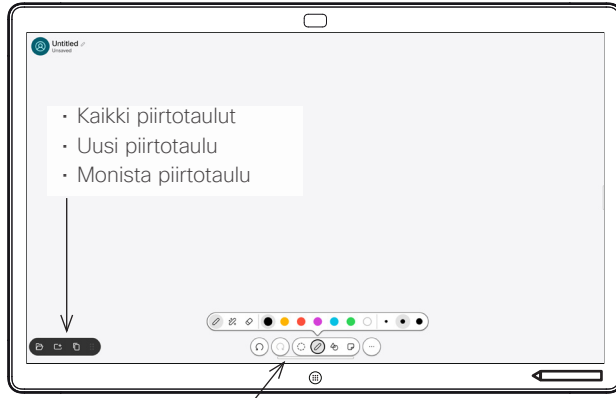 Untitled
Unsaved
· Kaikki piirtotaulut
· Uusi piirtotaulu
· Monista piirtotaulu